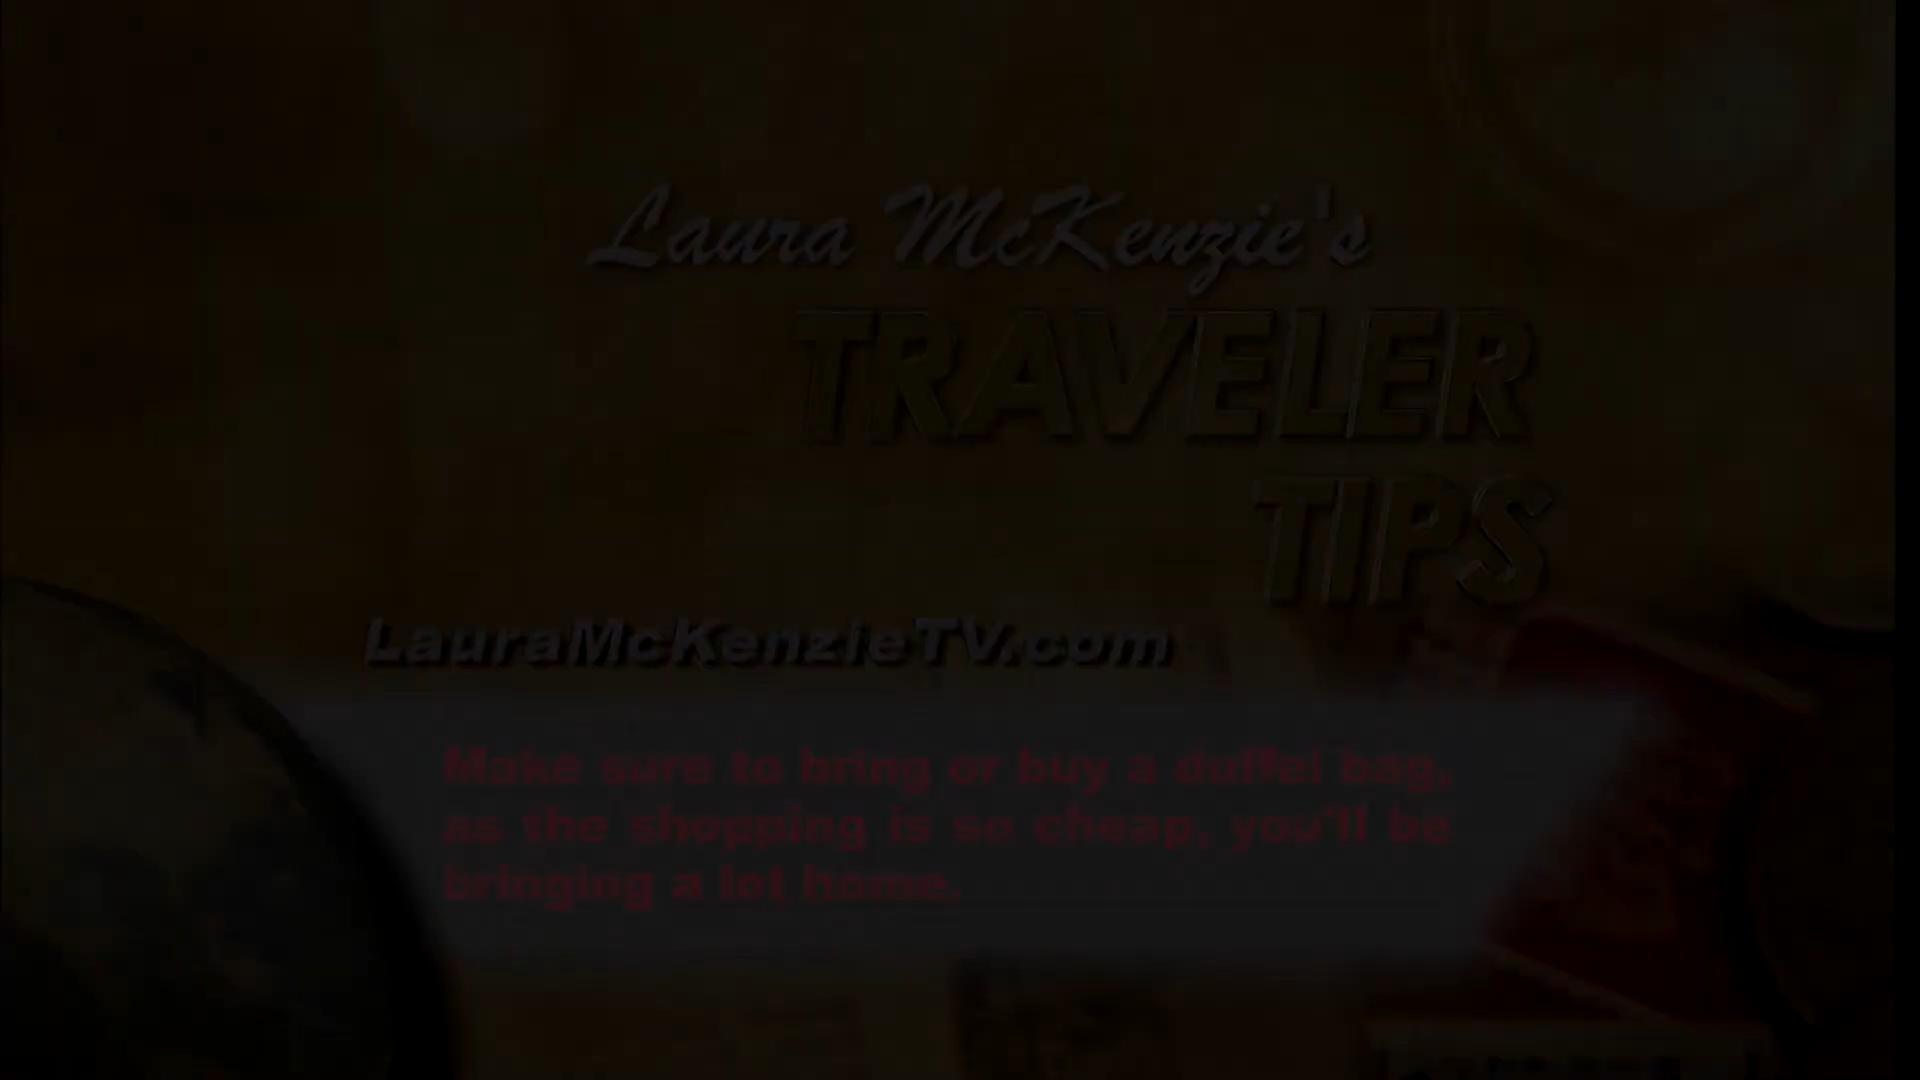 Laura McKenzie's
TRAVELER
TIPS
LauraMcKenzieTV.com
Make sure to bring or buy a duffel bag,
as the shopping is so cheap, you'll be
bringing a lot home.